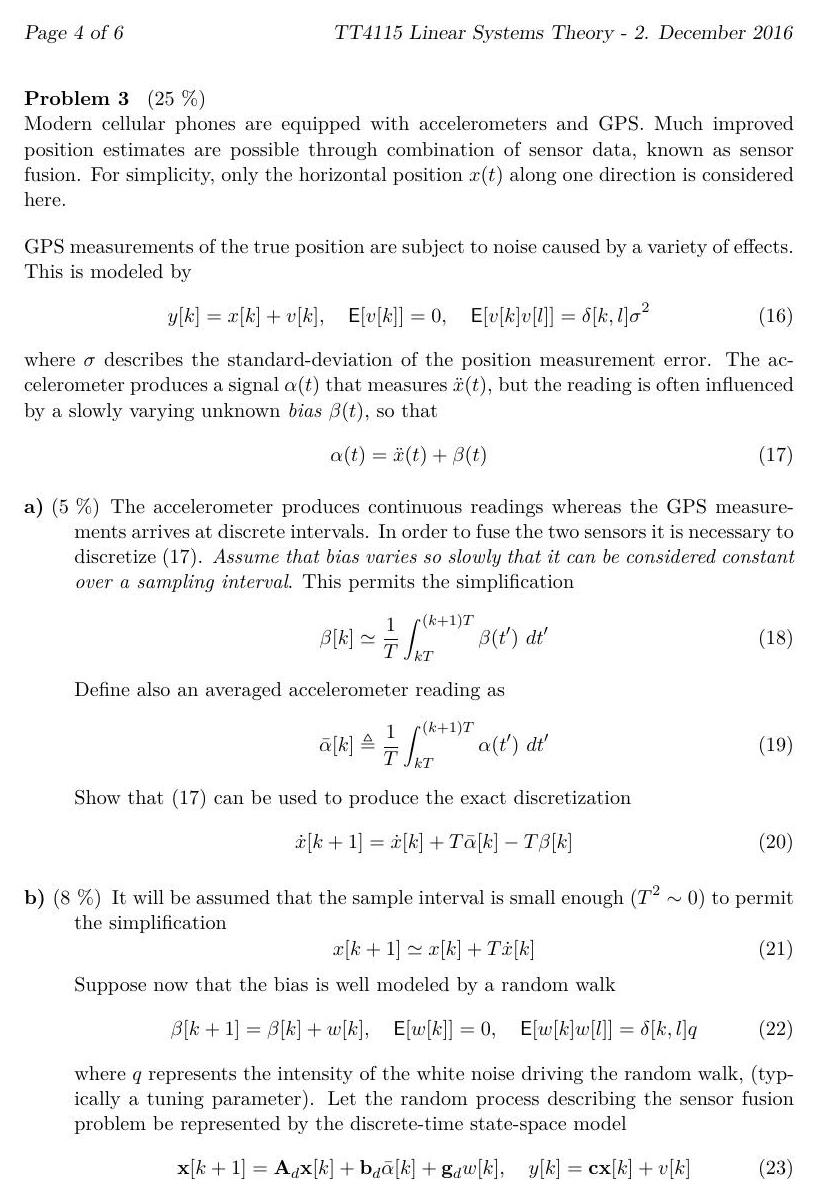 Page 4 of 6 TT4115 Linear Systems Theory - 2. December 2016
Problem 3 (25 %)
Modern cellular phones are equipped with accelerometers and GPS. Much improved
position estimates are possible through combination of sensor data, known as sensor
fusion. For simplicity, only the horizontal position x(t) along one direction is considered
here.
GPS measurements of the true position are subject to noise caused by a variety of effects.
This is modeled by
y[k] = x[k] + v[k], E[v[k]] = 0, E[v[k]v[l]] = δ[k, l]σ² (16)
where σ describes the standard-deviation of the position measurement error. The ac-
celerometer produces a signal α(t) that measures ẍ(t), but the reading is often influenced
by a slowly varying unknown bias β(t), so that
α(t) = ẍ(t) + β(t) (17)
a) (5 %) The accelerometer produces continuous readings whereas the GPS measure-
ments arrives at discrete intervals. In order to fuse the two sensors it is necessary to
discretize (17). Assume that bias varies so slowly that it can be considered constant
over a sampling interval. This permits the simplification
β[k] ≃ 1/T ∫_{kT}^{(k+1)T} β(t′) dt′ (18)
Define also an averaged accelerometer reading as
ᾱ[k] ≜ 1/T ∫_{kT}^{(k+1)T} α(t′) dt′ (19)
Show that (17) can be used to produce the exact discretization
ẋ[k + 1] = ẋ[k] + Tᾱ[k] − Tβ[k] (20)
b) (8 %) It will be assumed that the sample interval is small enough (T² ∼ 0) to permit
the simplification
x[k + 1] ≃ x[k] + Tẋ[k] (21)
Suppose now that the bias is well modeled by a random walk
β[k + 1] = β[k] + w[k], E[w[k]] = 0, E[w[k]w[l]] = δ[k, l]q (22)
where q represents the intensity of the white noise driving the random walk, (typ-
ically a tuning parameter). Let the random process describing the sensor fusion
problem be represented by the discrete-time state-space model
x[k + 1] = A_d x[k] + b_d ᾱ[k] + g_d w[k], y[k] = cx[k] + v[k] (23)